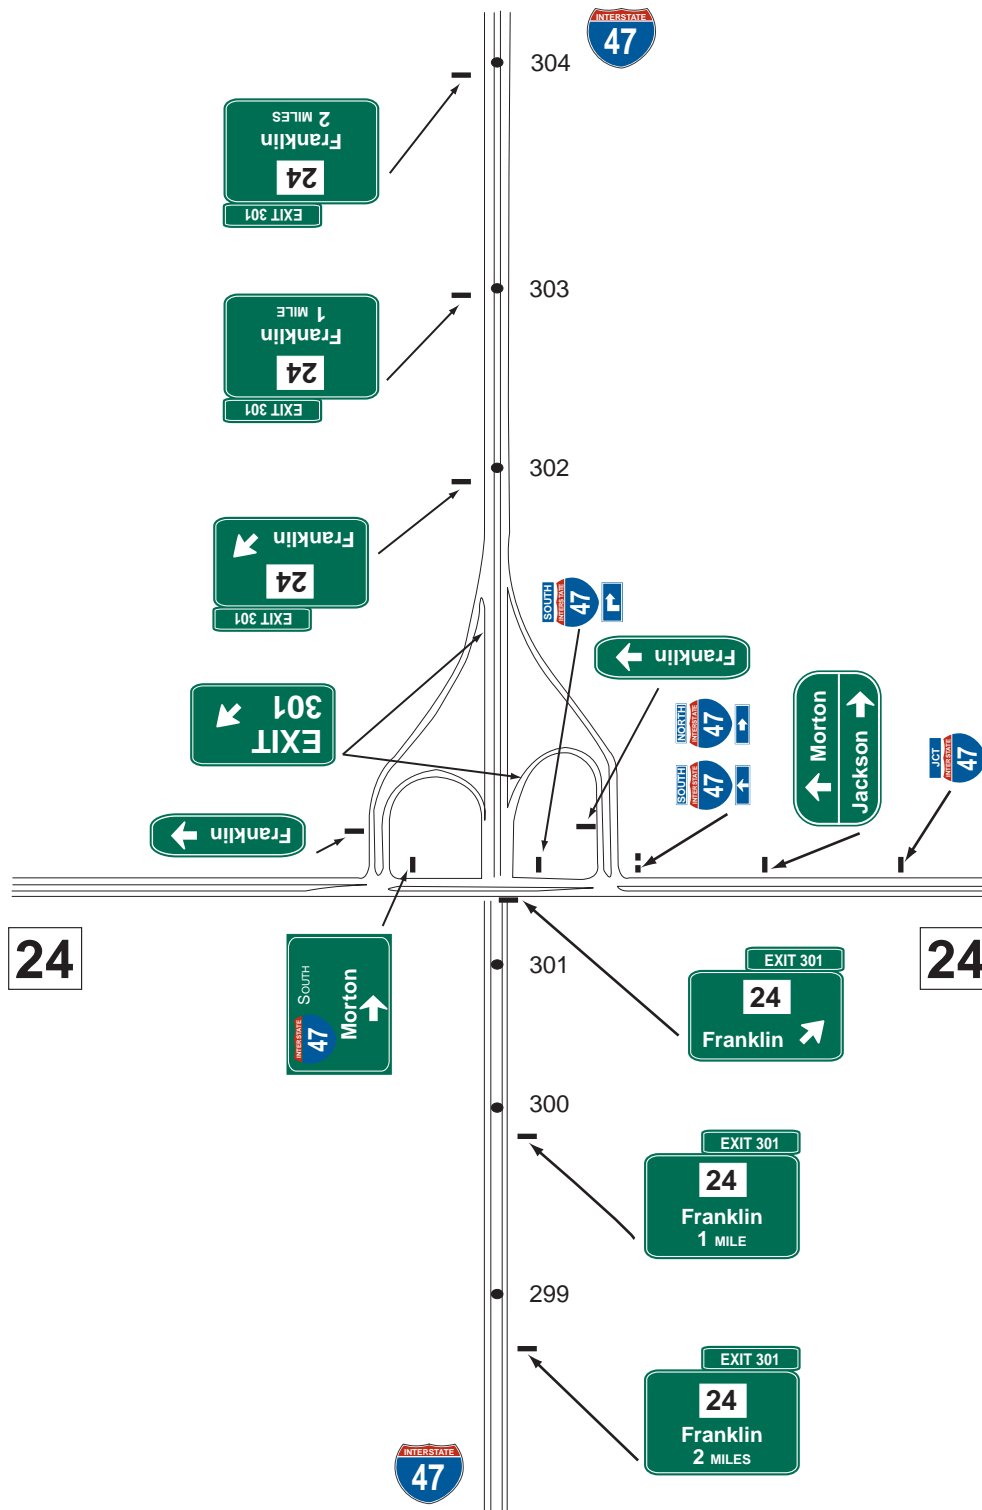 INTERSTATE
47
304
2 MILES
Franklin
24
EXIT 301
303
1 MILE
Franklin
24
EXIT 301
302
Franklin
24
EXIT 301
SOUTH
INTERSTATE
47
Franklin
EXIT
301
NORTH
INTERSTATE
47
SOUTH
INTERSTATE
47
Morton
Jackson
JCT
INTERSTATE
47
Franklin
24
24
SOUTH
INTERSTATE
47
Morton
301
EXIT 301
24
Franklin
300
EXIT 301
24
Franklin
1 MILE
299
EXIT 301
24
Franklin
2 MILES
INTERSTATE
47